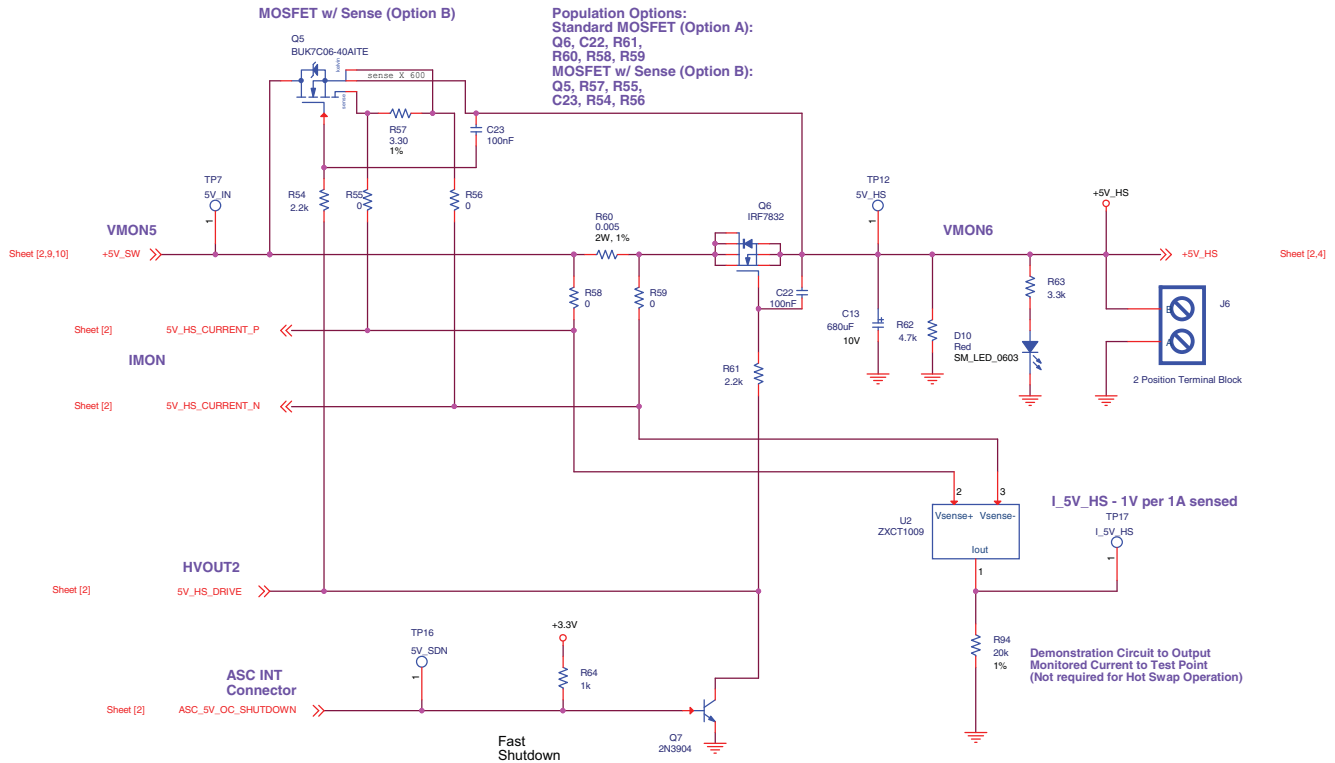 MOSFET w/ Sense (Option B)
Population Options:
Standard MOSFET (Option A):
Q6, C22, R61,
R60, R58, R59
MOSFET w/ Sense (Option B):
Q5, R57, R55,
C23, R54, R56
Q5
BUK7C06-40AITE
kelvin
sense X 600
sense
R57
3.30
1%
C23
100nF
TP7
5V_IN
1
R54
2.2k
R55
0
R56
0
R60
0.005
2W, 1%
Q6
IRF7832
TP12
5V_HS
1
+5V_HS
VMON5
VMON6
Sheet [2,9,10]
+5V_SW
+5V_HS
Sheet [2,4]
R58
0
R59
0
C22
100nF
C13
680uF
10V
R62
4.7k
R63
3.3k
D10
Red
SM_LED_0603
B
A
J6
2 Position Terminal Block
Sheet [2]
5V_HS_CURRENT_P
IMON
R61
2.2k
Sheet [2]
5V_HS_CURRENT_N
2
3
U2
ZXCT1009
Vsense+
Vsense-
Iout
1
I_5V_HS - 1V per 1A sensed
TP17
I_5V_HS
1
HVOUT2
Sheet [2]
5V_HS_DRIVE
TP16
5V_SDN
1
+3.3V
R64
1k
R94
20k
1%
Demonstration Circuit to Output
Monitored Current to Test Point
(Not required for Hot Swap Operation)
ASC INT
Connector
Sheet [2]
ASC_5V_OC_SHUTDOWN
Fast
Shutdown
Q7
2N3904